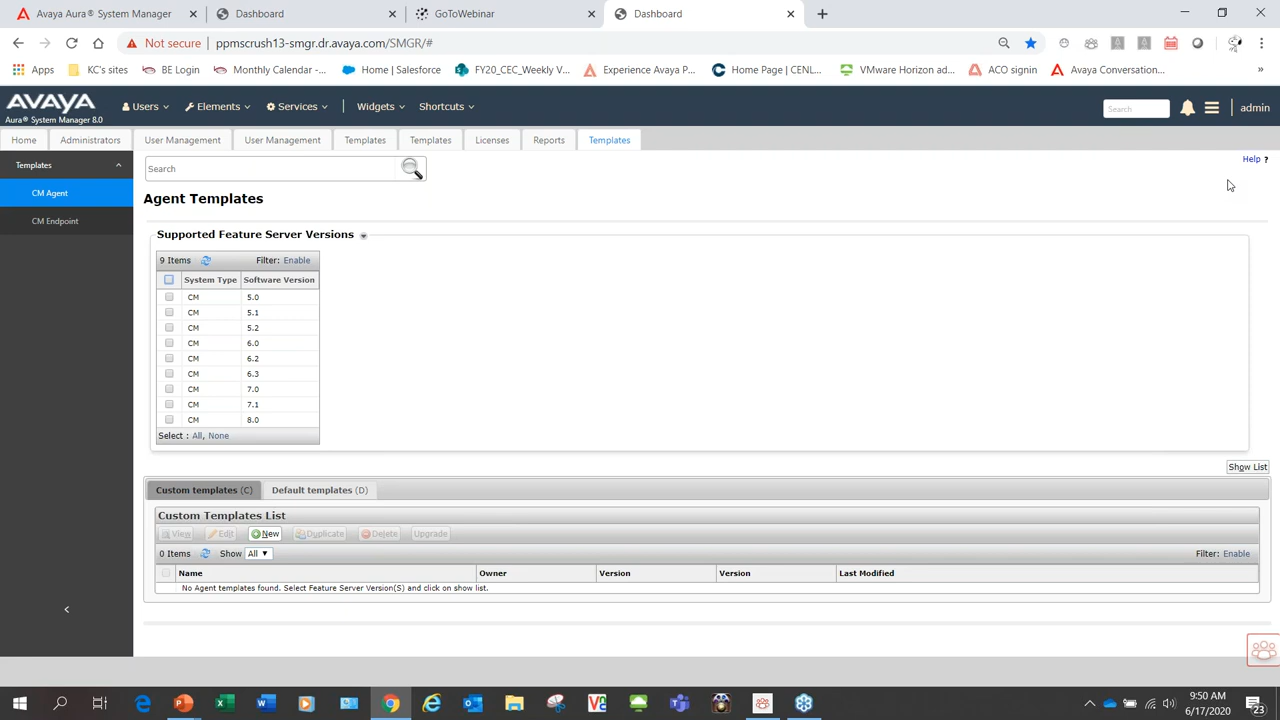 Avaya Aura® System Manager
Dashboard
GoToWebinar
Dashboard
Not secure | ppmscrush13-smgr.dr.avaya.com/SMGR/#
Apps
KC's sites
BE Login
Monthly Calendar -...
Home | Salesforce
FY20_CEC_Weekly V...
Experience Avaya P...
Home Page | CENL...
VMware Horizon ad...
ACO signin
Avaya Conversation...
»
AVAYA
Aura® System Manager 8.0
Users
Elements
Services
Widgets
Shortcuts
Search
admin
Home
Administrators
User Management
User Management
Templates
Templates
Licenses
Reports
Templates
Templates
CM Agent
CM Endpoint
Search
Help ?
Agent Templates
Supported Feature Server Versions
9 Items Filter: Enable
System Type Software Version
CM 5.0
CM 5.1
CM 5.2
CM 6.0
CM 6.2
CM 6.3
CM 7.0
CM 7.1
CM 8.0
Select : All, None
Show List
Custom templates (C)
Default templates (D)
Custom Templates List
View
Edit
New
Duplicate
Delete
Upgrade
0 Items Show All Filter: Enable
Name Owner Version Version Last Modified
No Agent templates found. Select Feature Server Version(S) and click on show list.
9:50 AM
6/17/2020
23